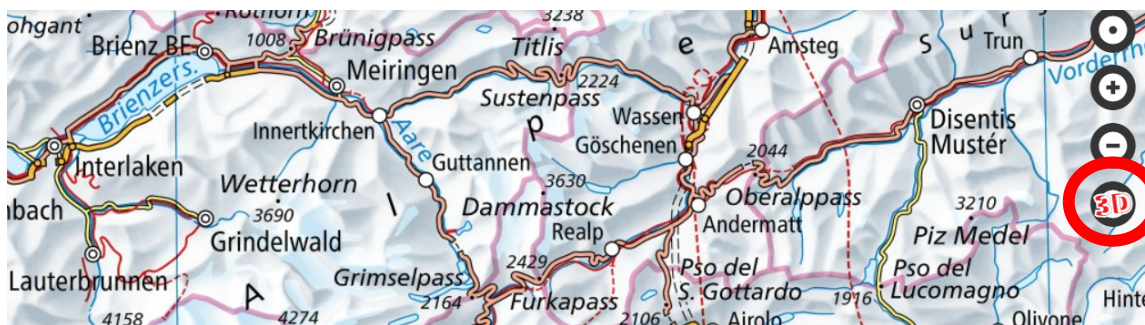 ohgant
Rothorn
3238
Brienz BE
1008
Brünigpass
Titlis
e
Amsteg
s
u
r
s
Trun
Vorderrh
Brienzers.
Meiringen
2224
Sustenpass
Wassen
Disentis
Mustér
Innertkirchen
Aare
p
Göschenen
2044
Interlaken
Guttannen
Oberalppass
Wetterhorn
3630
3D
nbach
3690
l
Dammastock
Andermatt
3210
Grindelwald
Realp
Piz Medel
Lauterbrunnen
Grimselpass
2429
Pso del
S. Gottardo
Pso del
Lucomagno
A
2164
Furkapass
1916
Hinte
4158
4274
2106
Airolo
Olivone